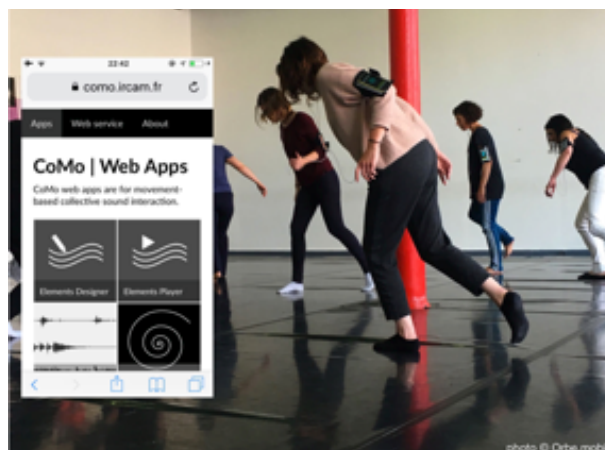 22:42
como.ircam.fr
Apps Web service About
CoMo | Web Apps
CoMo web apps are for movement-
based collective sound interaction.
Elements Designer Elements Player
photo © Orbe mobi